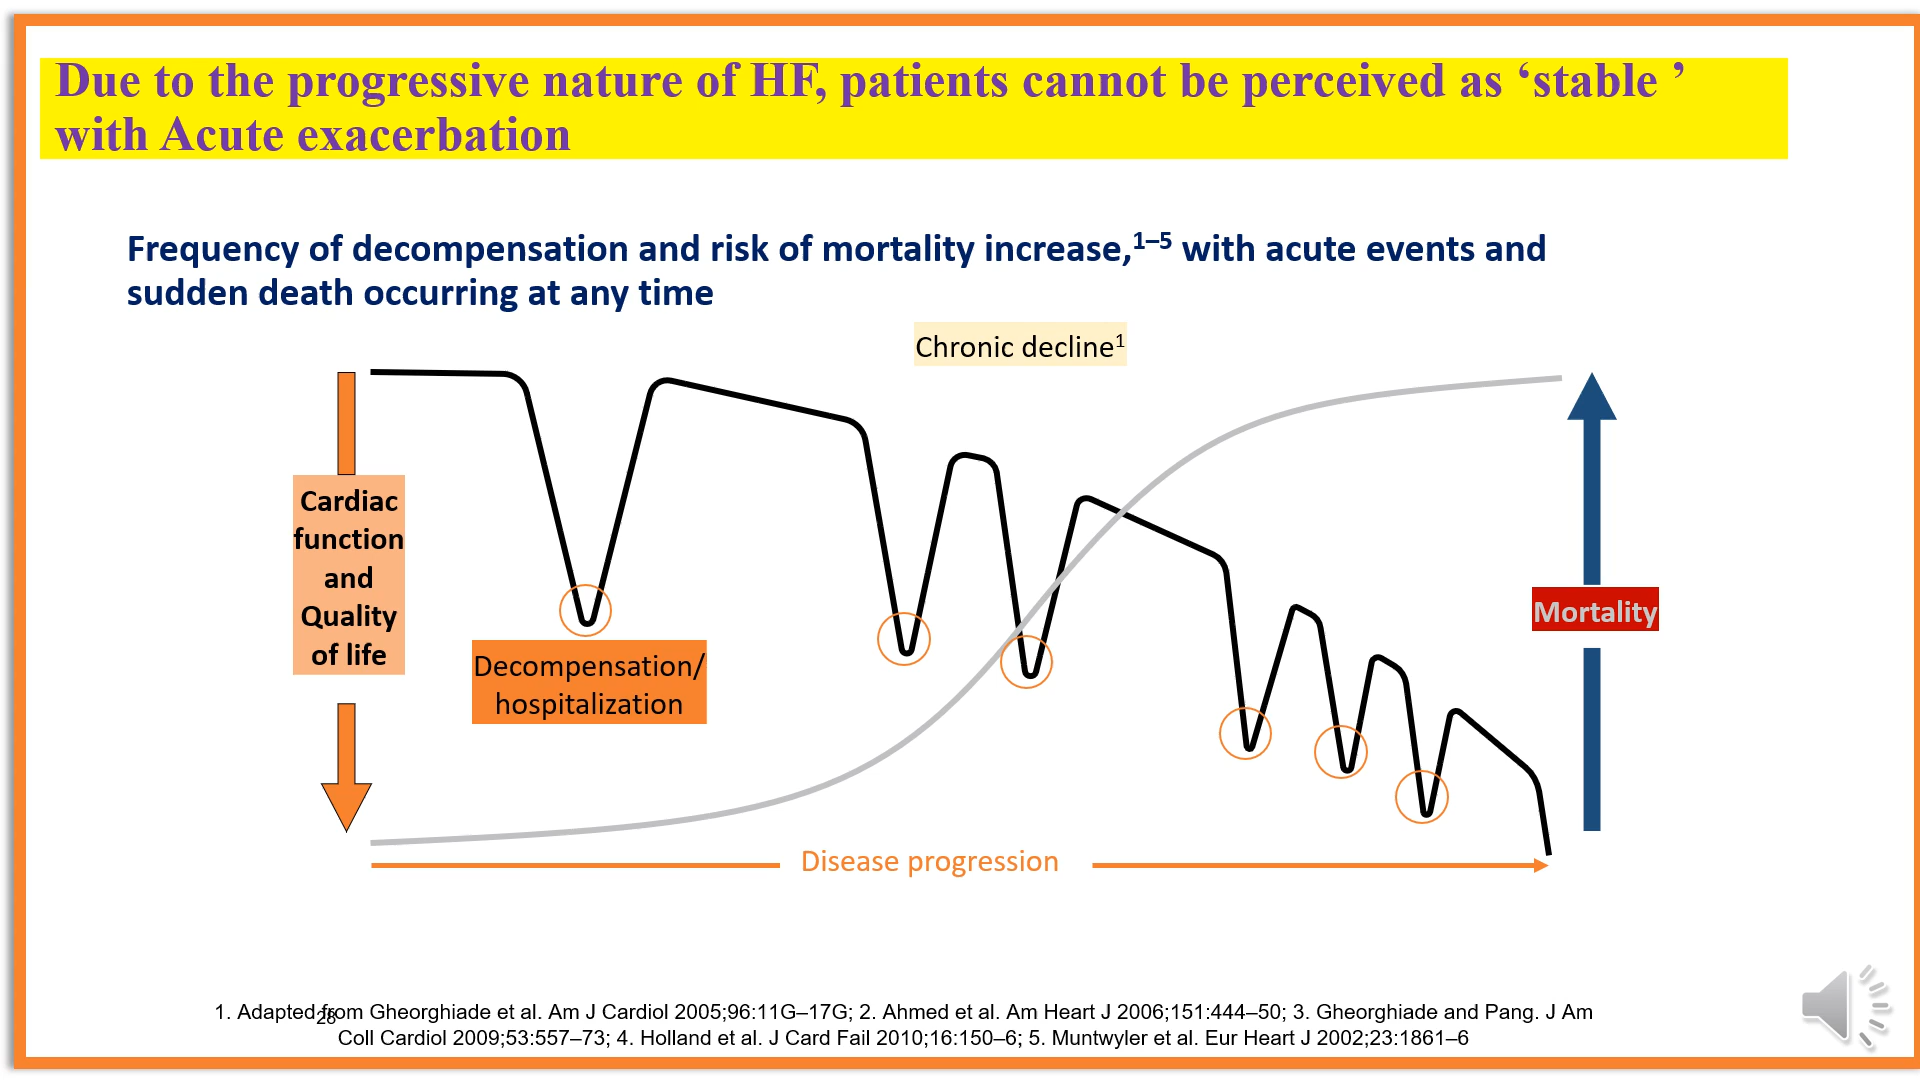 Due to the progressive nature of HF, patients cannot be perceived as ‘stable ’
with Acute exacerbation
Frequency of decompensation and risk of mortality increase,1–5 with acute events and
sudden death occurring at any time
Chronic decline1
Cardiac
function
and
Quality
of life
Decompensation/
hospitalization
Mortality
Disease progression
1. Adapted from Gheorghiade et al. Am J Cardiol 2005;96:11G–17G; 2. Ahmed et al. Am Heart J 2006;151:444–50; 3. Gheorghiade and Pang. J Am
Coll Cardiol 2009;53:557–73; 4. Holland et al. J Card Fail 2010;16:150–6; 5. Muntwyler et al. Eur Heart J 2002;23:1861–6
28